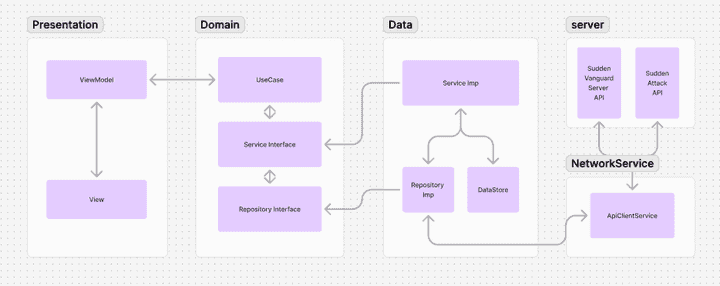 Presentation
ViewModel
View
Domain
UseCase
Service Interface
Repository Interface
Data
Service Imp
Repository
Imp
DataStore
server
Sudden
Vanguard
Server
API
Sudden
Attack
API
NetworkService
ApiClientService